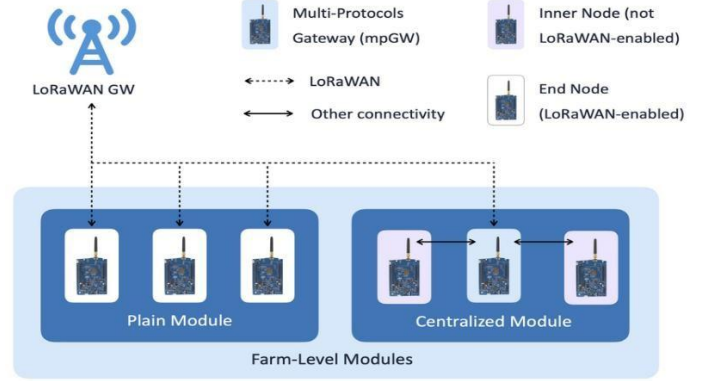 Multi-Protocols
Gateway (mpGW)
Inner Node (not
LoRaWAN-enabled)
LoRaWAN GW
LoRaWAN
Other connectivity
End Node
(LoRaWAN-enabled)
Plain Module
Centralized Module
Farm-Level Modules